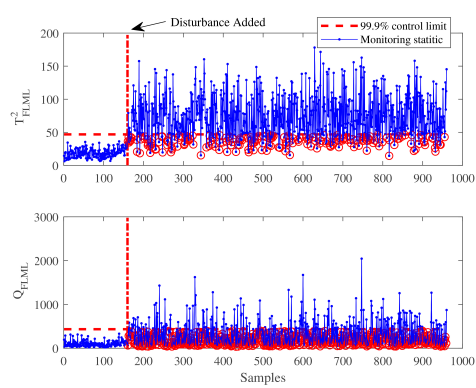 Disturbance Added
99.9% control limit
Monitoring statitic
200
150
100
50
0
T²FLML
0 100 200 300 400 500 600 700 800 900 1000
3000
2000
1000
0
QFLML
0 100 200 300 400 500 600 700 800 900 1000
Samples